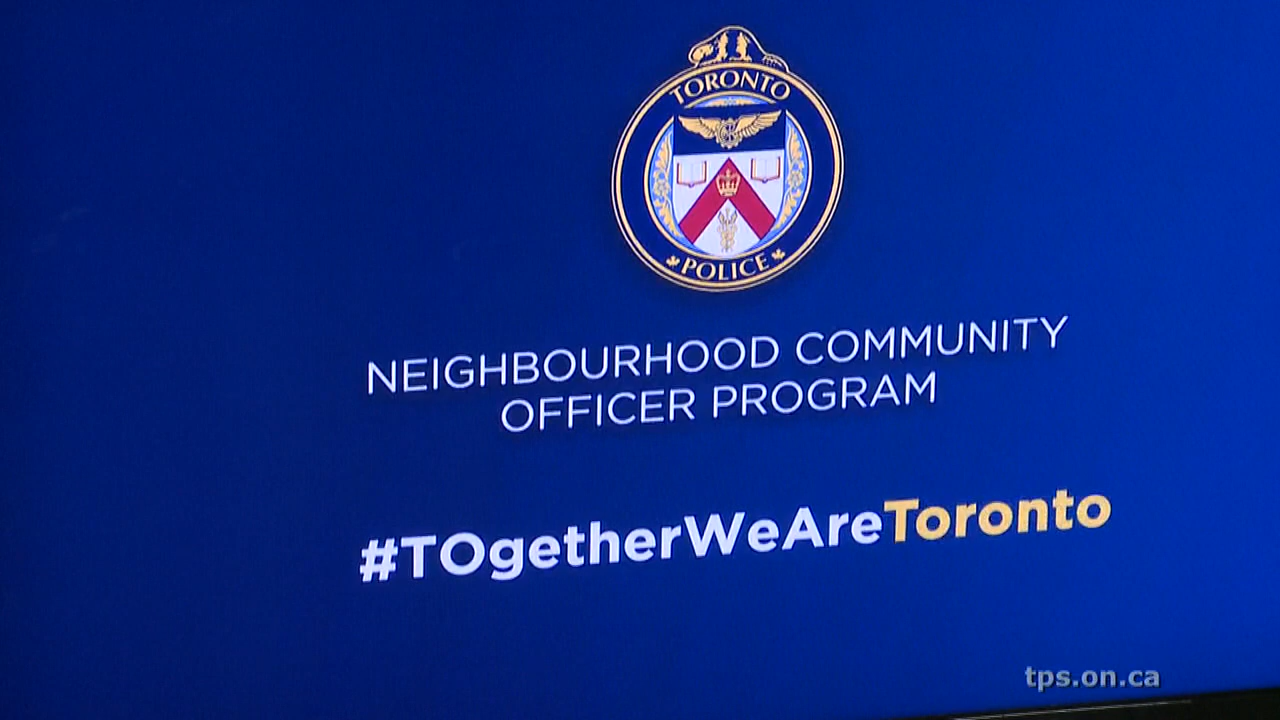 TORONTO
POLICE
NEIGHBOURHOOD COMMUNITY
OFFICER PROGRAM
#TOgetherWeAreToronto
tps.on.ca